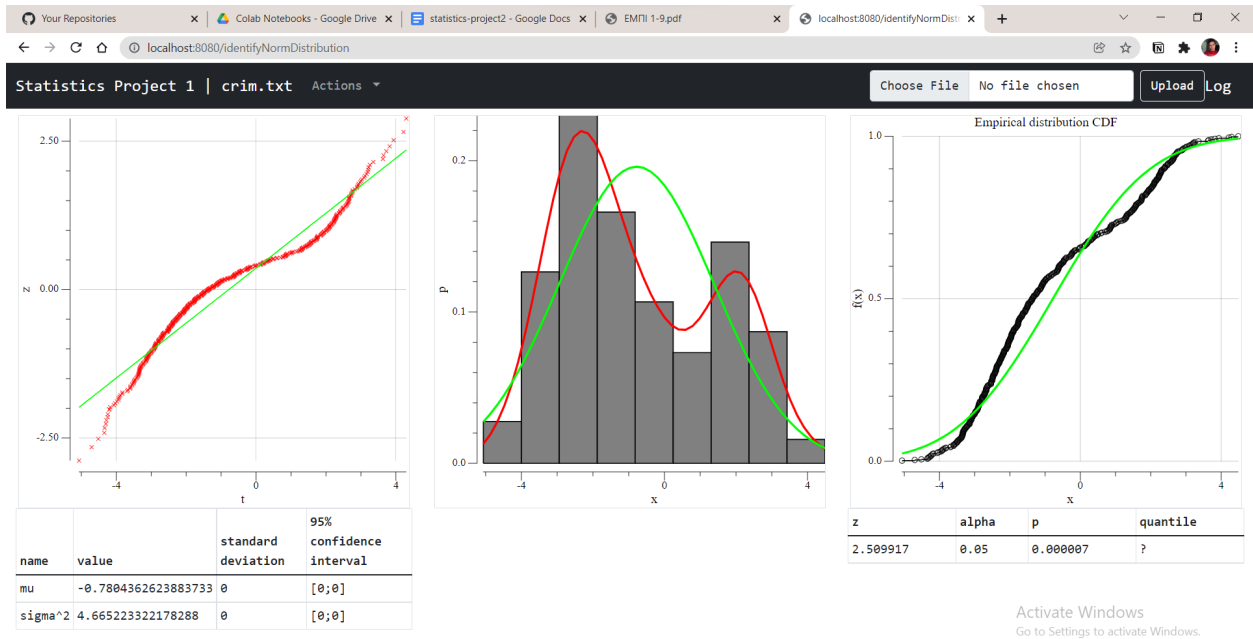 Your Repositories
Colab Notebooks - Google Drive
statistics-project2 - Google Docs
ЕМПІІ 1-9.pdf
localhost:8080/identifyNormDistr
localhost:8080/identifyNormDistribution
Statistics Project 1 | crim.txt Actions
Choose File No file chosen Upload Log
2.50
0.00
-2.50
z
-4 0 4
t
0.2
0.1
0.0
p
-4 0 4
x
Empirical distribution CDF
1.0
0.5
0.0
f(x)
-4 0 4
x
name value standard deviation 95% confidence interval
mu -0.7804362623883733 0 [0;0]
sigma^2 4.665223322178288 0 [0;0]
z alpha p quantile
2.509917 0.05 0.000007 ?
Activate Windows
Go to Settings to activate Windows.